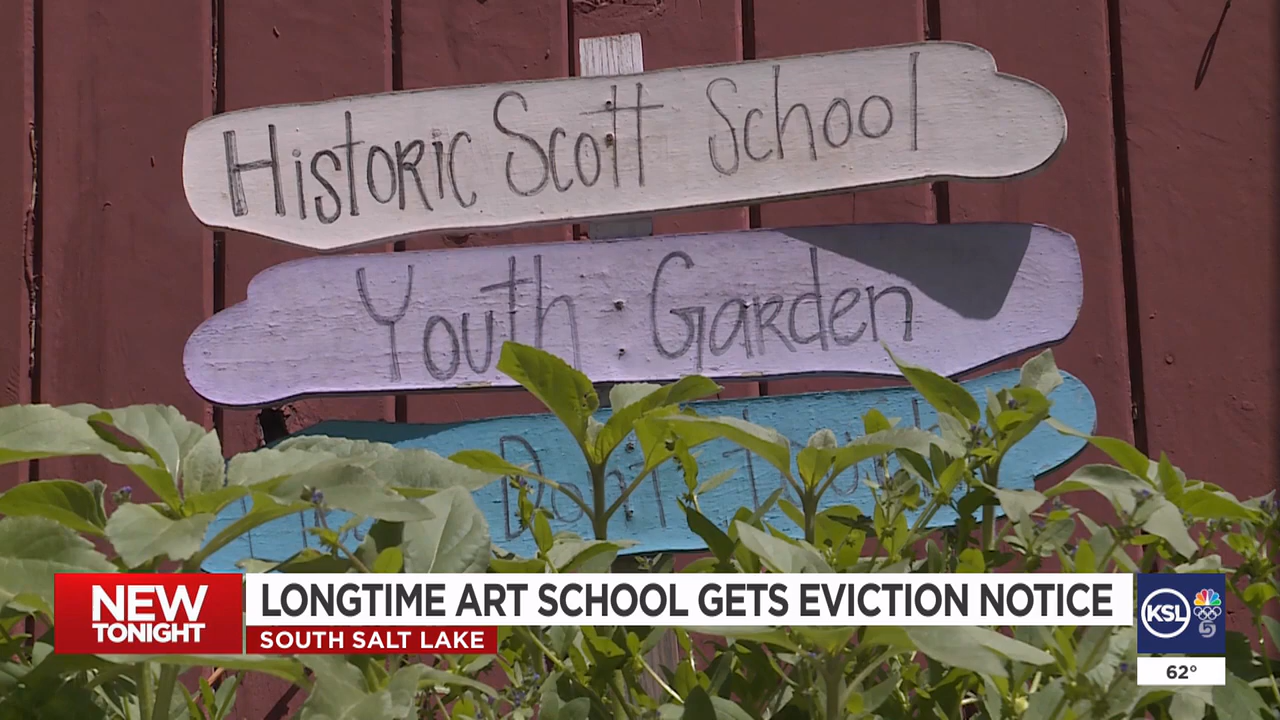 Historic Scott School
Youth Garden
Don't
NEW
TONIGHT
LONGTIME ART SCHOOL GETS EVICTION NOTICE
SOUTH SALT LAKE
KSL
5
62°